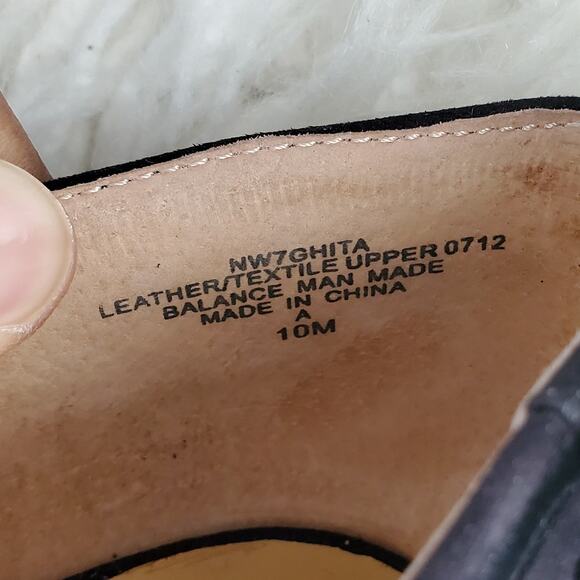 NW7GHITA
LEATHER/TEXTILE UPPER 0712
BALANCE MAN MADE
MADE IN CHINA
A
10M